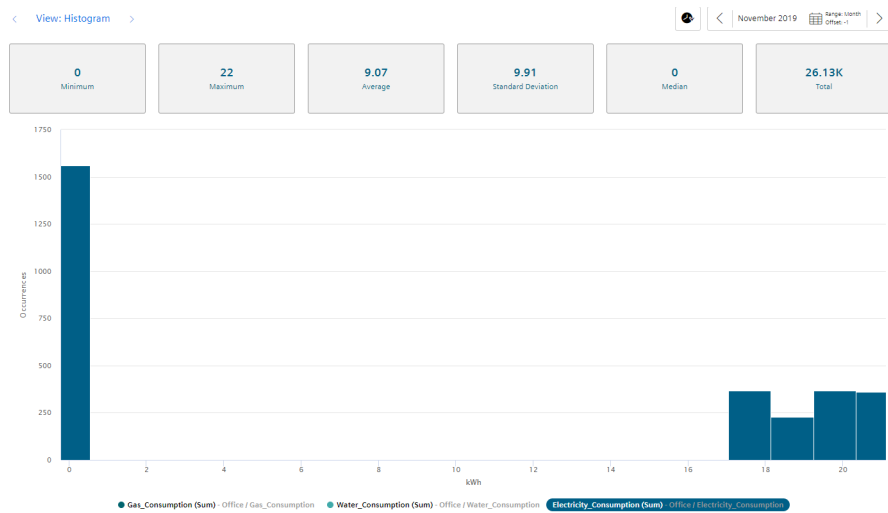 View: Histogram
November 2019
Range: Month
Offset: -1
0
Minimum
22
Maximum
9.07
Average
9.91
Standard Deviation
0
Median
26.13K
Total
1750
1500
1250
1000
750
500
250
0
Occurrences
0 2 4 6 8 10 12 14 16 18 20
kWh
Gas_Consumption (Sum) - Office / Gas_Consumption Water_Consumption (Sum) - Office / Water_Consumption Electricity_Consumption (Sum) - Office / Electricity_Consumption